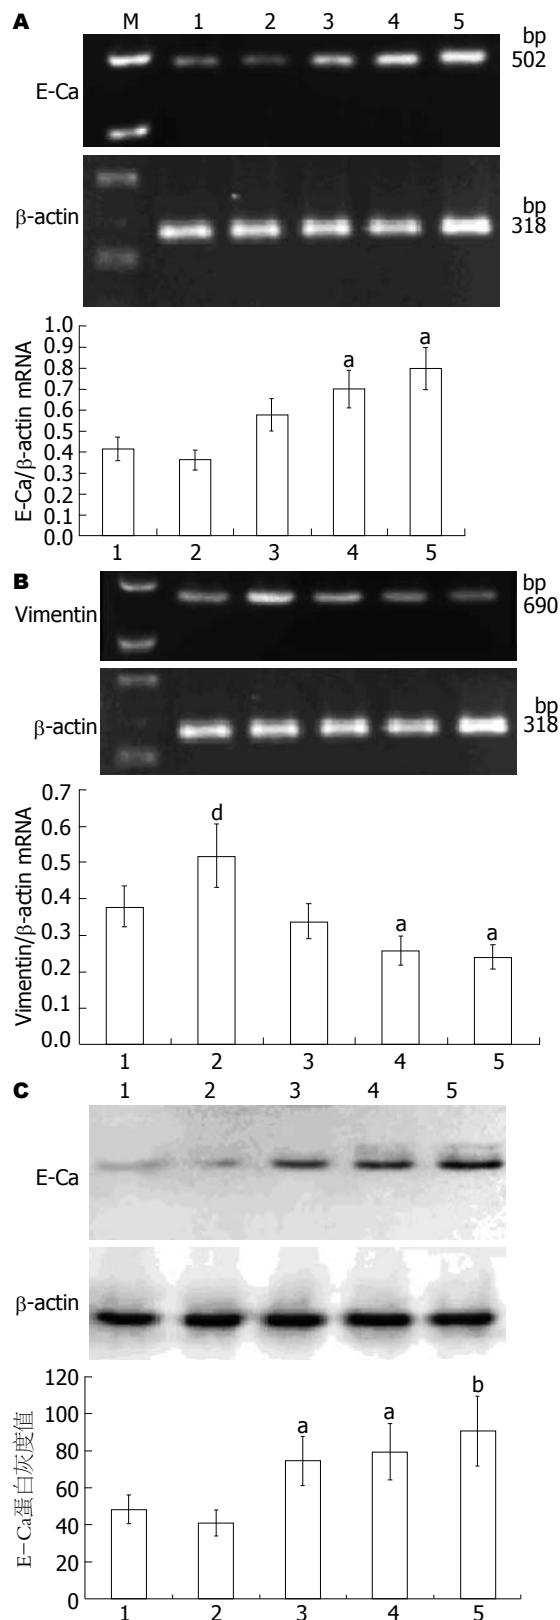 A M 1 2 3 4 5 bp
502
E-Ca
β-actin
bp
318
E-Ca/β-actin mRNA
1.0
0.9
0.8
0.7
0.6
0.5
0.4
0.3
0.2
0.1
0.0
a
a
1 2 3 4 5
B
Vimentin
bp
690
β-actin
bp
318
Vimentin/β-actin mRNA
0.7
0.6
0.5
0.4
0.3
0.2
0.1
0.0
d
a
a
1 2 3 4 5
C 1 2 3 4 5
E-Ca
β-actin
E-Ca蛋白灰度值
120
100
80
60
40
20
0
a
a
b
1 2 3 4 5